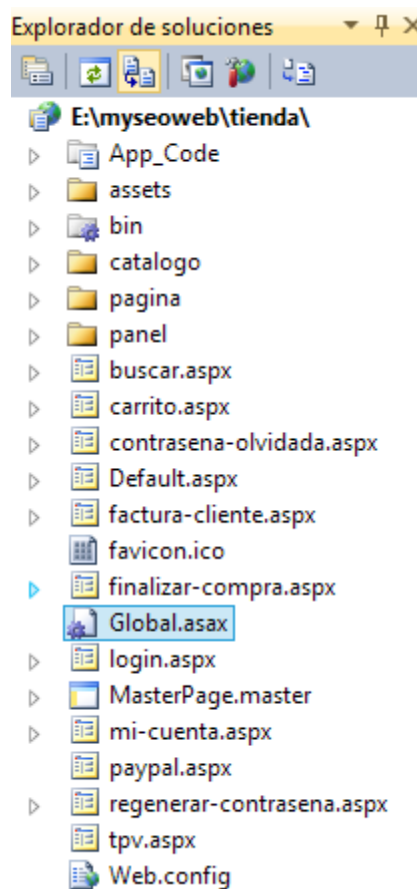 Explorador de soluciones
E:\myseoweb\tienda\
App_Code
assets
bin
catalogo
pagina
panel
buscar.aspx
carrito.aspx
contrasena-olvidada.aspx
Default.aspx
factura-cliente.aspx
favicon.ico
finalizar-compra.aspx
Global.asax
login.aspx
MasterPage.master
mi-cuenta.aspx
paypal.aspx
regenerar-contrasena.aspx
tpv.aspx
Web.config